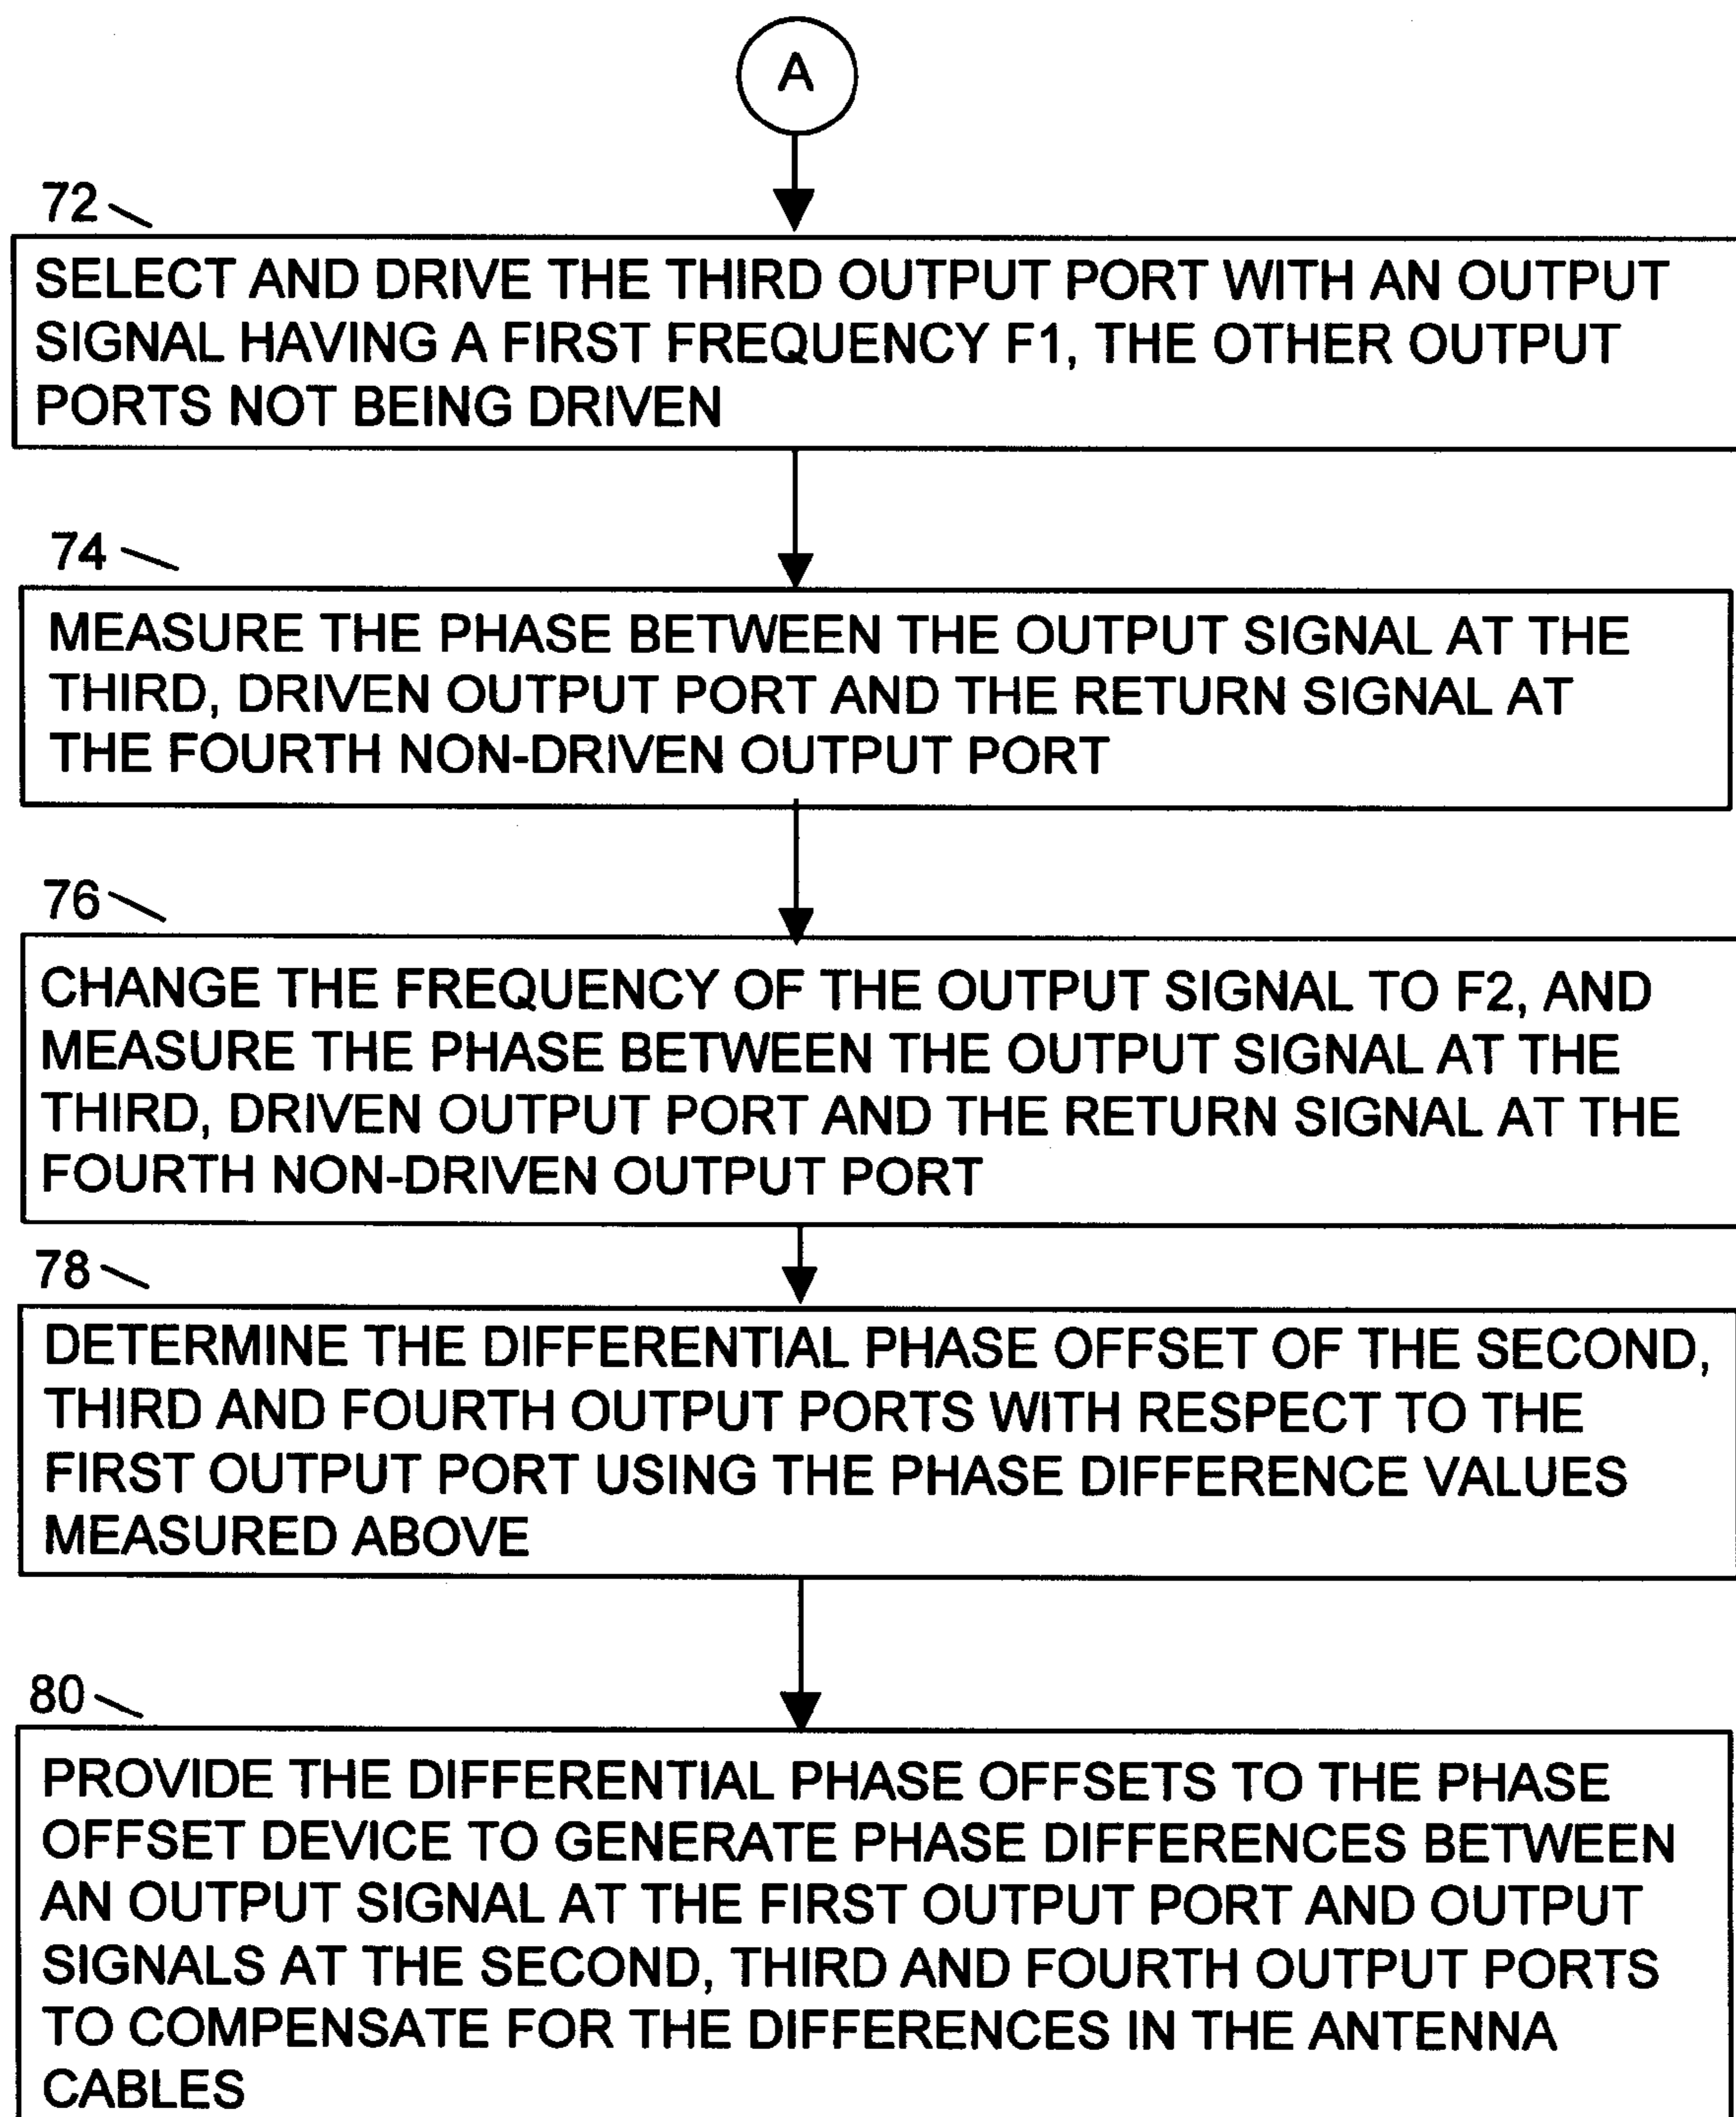 A
72
SELECT AND DRIVE THE THIRD OUTPUT PORT WITH AN OUTPUT
SIGNAL HAVING A FIRST FREQUENCY F1, THE OTHER OUTPUT
PORTS NOT BEING DRIVEN
74
MEASURE THE PHASE BETWEEN THE OUTPUT SIGNAL AT THE
THIRD, DRIVEN OUTPUT PORT AND THE RETURN SIGNAL AT
THE FOURTH NON-DRIVEN OUTPUT PORT
76
CHANGE THE FREQUENCY OF THE OUTPUT SIGNAL TO F2, AND
MEASURE THE PHASE BETWEEN THE OUTPUT SIGNAL AT THE
THIRD, DRIVEN OUTPUT PORT AND THE RETURN SIGNAL AT THE
FOURTH NON-DRIVEN OUTPUT PORT
78
DETERMINE THE DIFFERENTIAL PHASE OFFSET OF THE SECOND,
THIRD AND FOURTH OUTPUT PORTS WITH RESPECT TO THE
FIRST OUTPUT PORT USING THE PHASE DIFFERENCE VALUES
MEASURED ABOVE
80
PROVIDE THE DIFFERENTIAL PHASE OFFSETS TO THE PHASE
OFFSET DEVICE TO GENERATE PHASE DIFFERENCES BETWEEN
AN OUTPUT SIGNAL AT THE FIRST OUTPUT PORT AND OUTPUT
SIGNALS AT THE SECOND, THIRD AND FOURTH OUTPUT PORTS
TO COMPENSATE FOR THE DIFFERENCES IN THE ANTENNA
CABLES